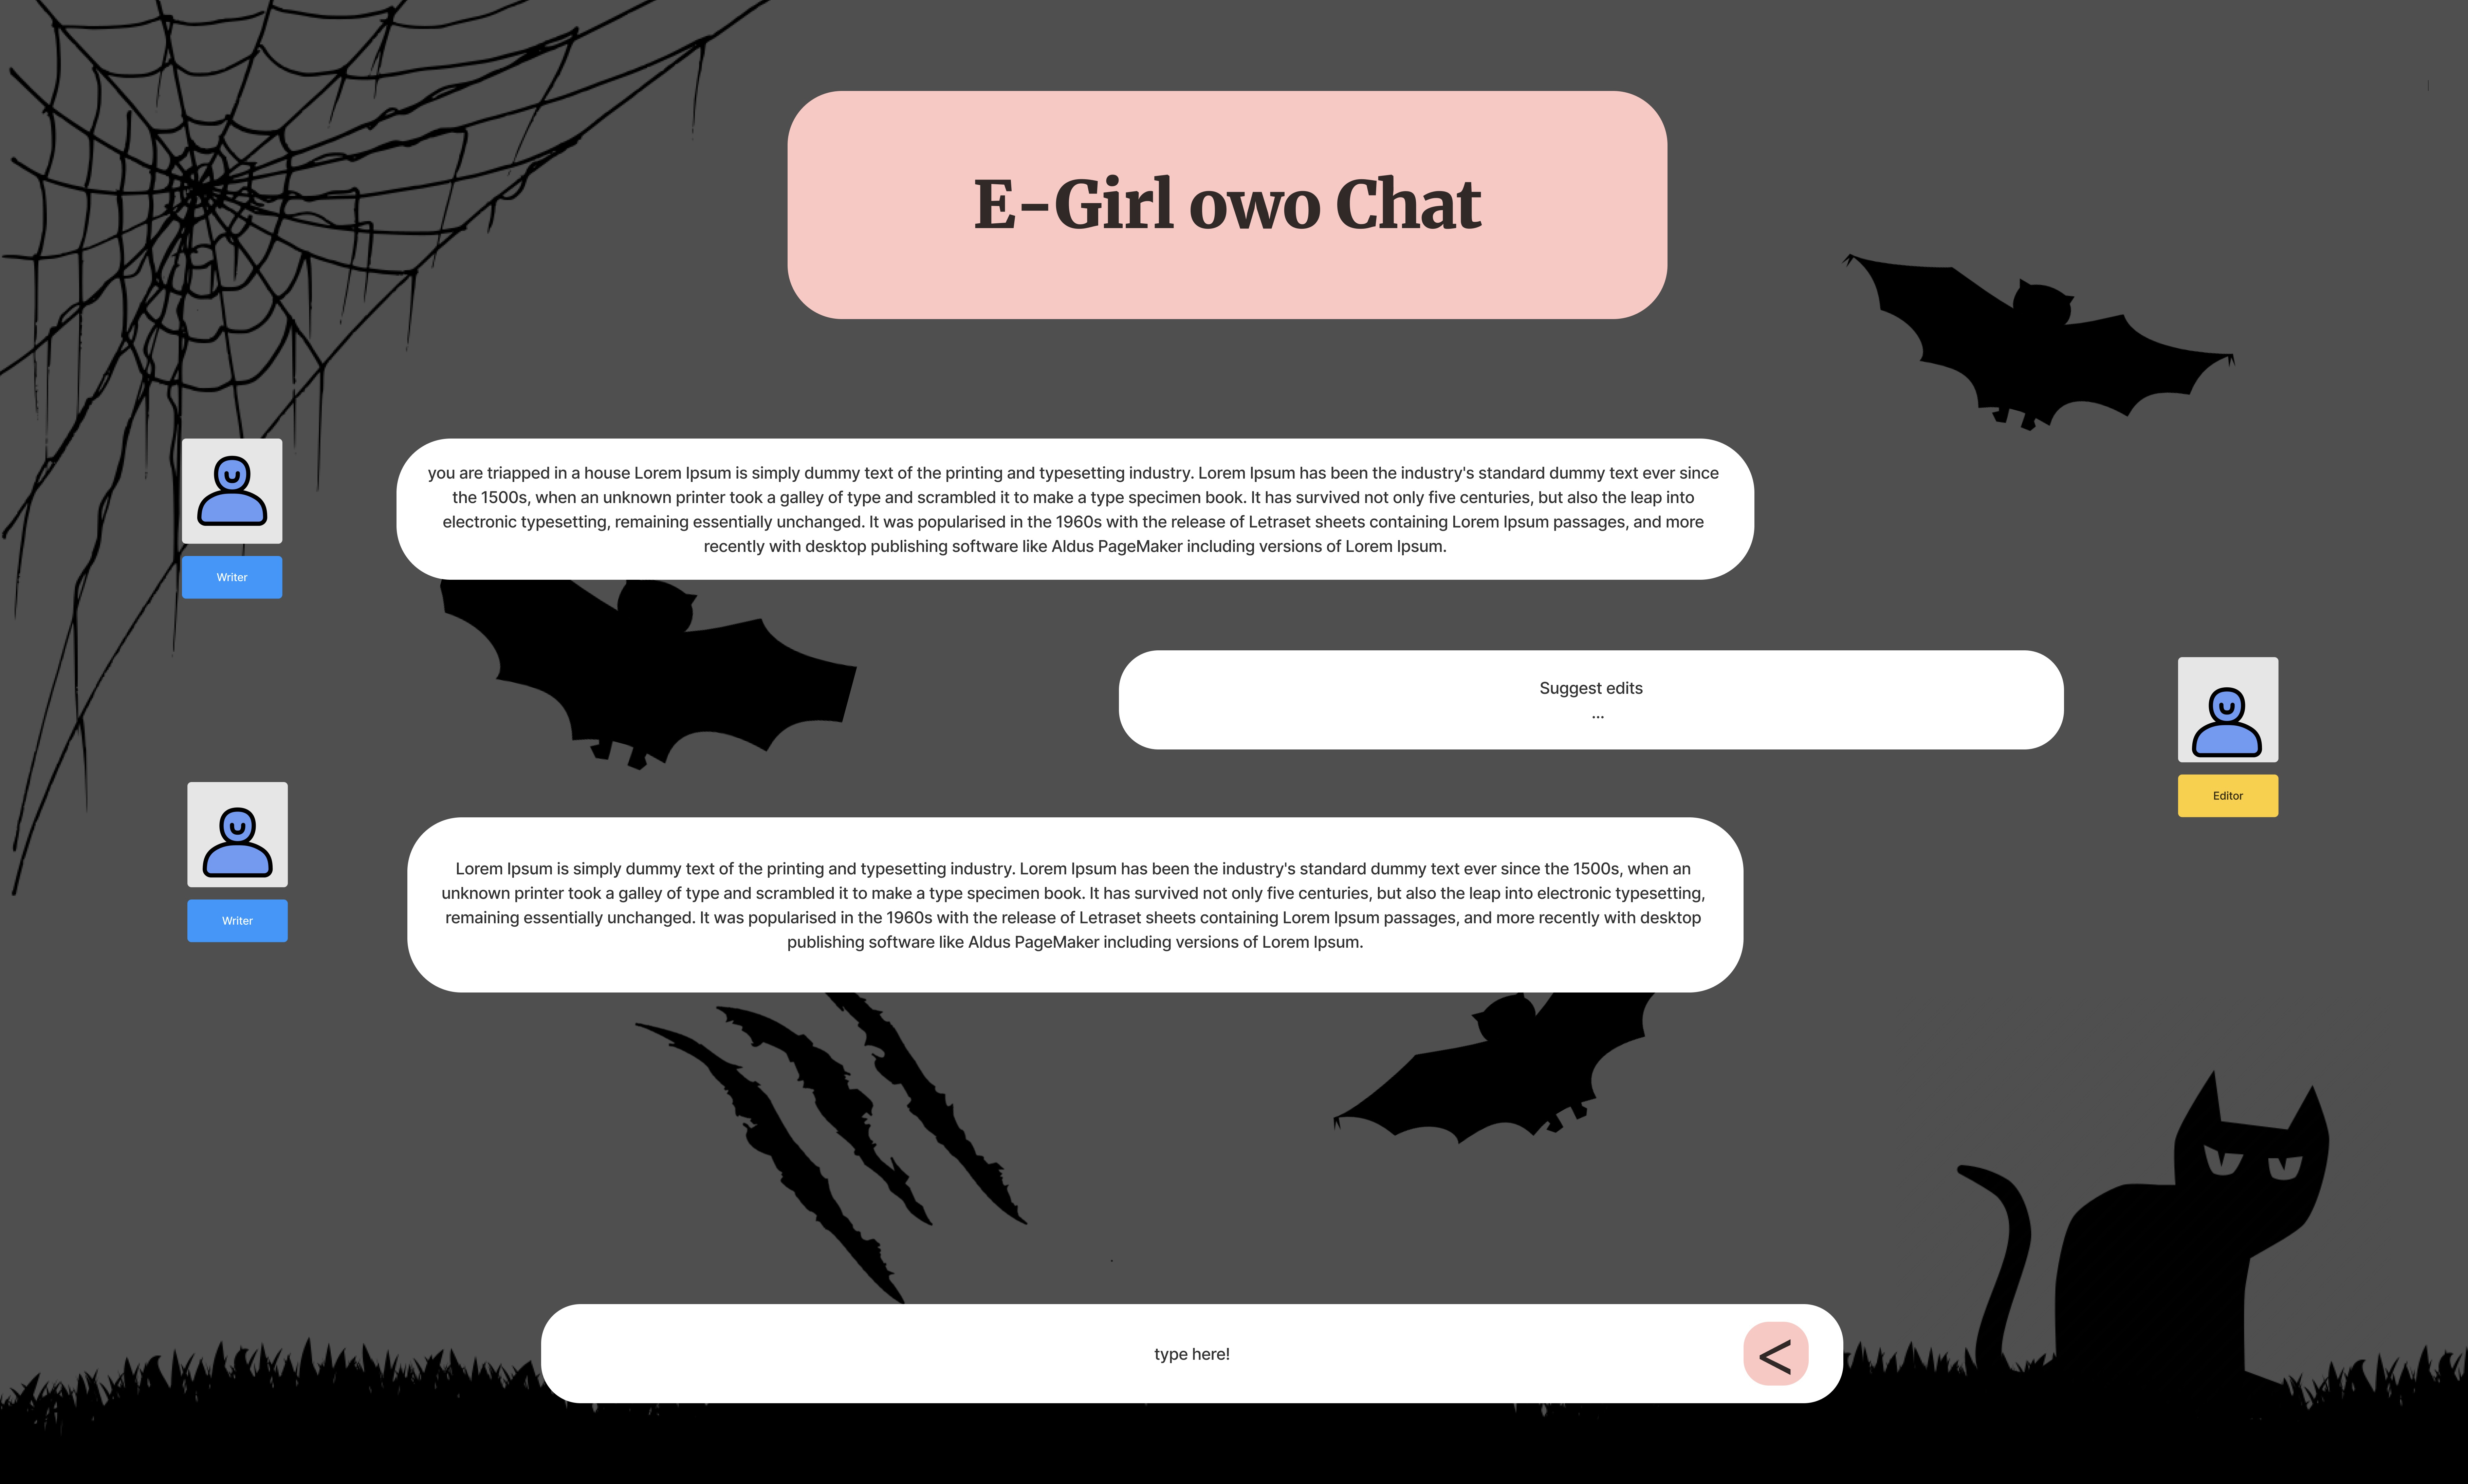 E-Girl owo Chat
you are triapped in a house Lorem Ipsum is simply dummy text of the printing and typesetting industry. Lorem Ipsum has been the industry's standard dummy text ever since
the 1500s, when an unknown printer took a galley of type and scrambled it to make a type specimen book. It has survived not only five centuries, but also the leap into
electronic typesetting, remaining essentially unchanged. It was popularised in the 1960s with the release of Letraset sheets containing Lorem Ipsum passages, and more
recently with desktop publishing software like Aldus PageMaker including versions of Lorem Ipsum.
Writer
Suggest edits
...
Editor
Lorem Ipsum is simply dummy text of the printing and typesetting industry. Lorem Ipsum has been the industry's standard dummy text ever since the 1500s, when an
unknown printer took a galley of type and scrambled it to make a type specimen book. It has survived not only five centuries, but also the leap into electronic typesetting,
remaining essentially unchanged. It was popularised in the 1960s with the release of Letraset sheets containing Lorem Ipsum passages, and more recently with desktop
publishing software like Aldus PageMaker including versions of Lorem Ipsum.
Writer
type here!
<